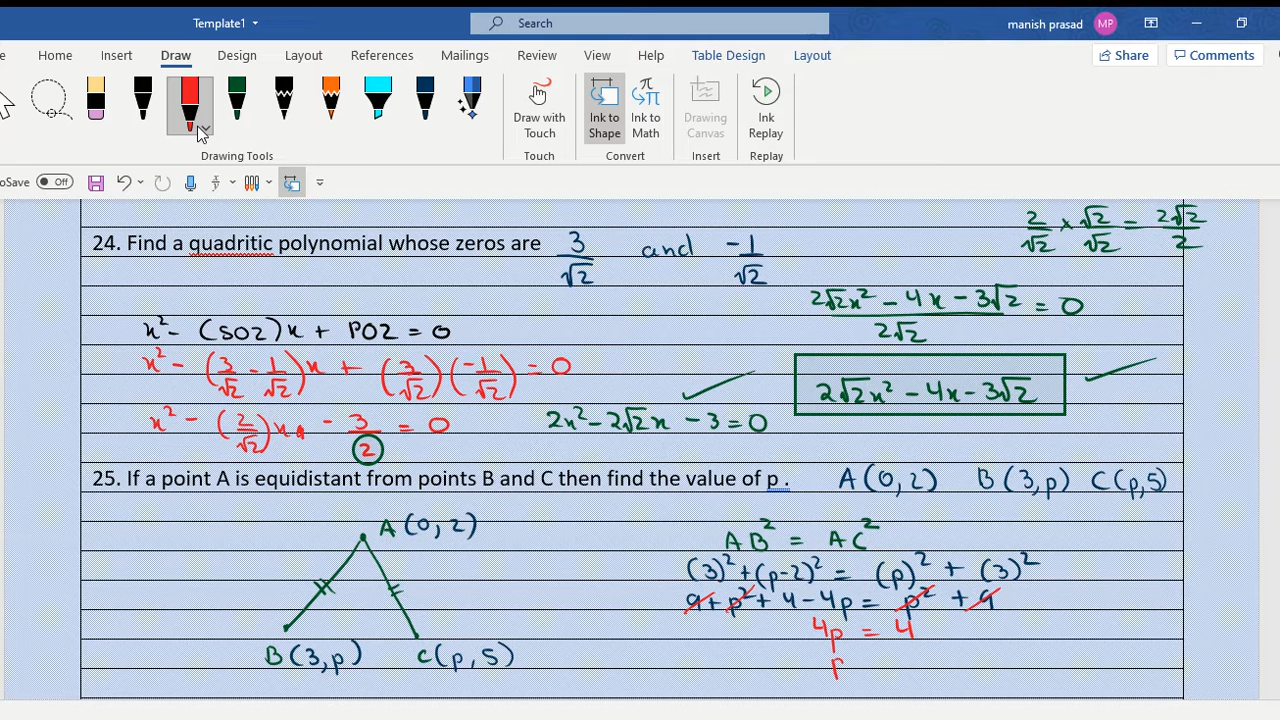 Template1
Search
manish prasad
MP
Home Insert Draw Design Layout References Mailings Review View Help Table Design Layout
Share
Comments
Draw with Touch
Ink to Shape
Ink to Math
Drawing Canvas
Ink Replay
Drawing Tools
Touch
Convert
Insert
Replay
oSave Off
2/√2 × √2/√2 = 2√2/2
24. Find a quadritic polynomial whose zeros are 3/√2 and -1/√2
(2√2x² - 4x - 3√2)/2√2 = 0
x² - (SOZ)x + POZ = 0
x² - (3/√2 - 1/√2)x + (3/√2)(-1/√2) = 0
2√2x² - 4x - 3√2
x² - (2/√2)x - 3/2 = 0
2x² - 2√2x - 3 = 0
25. If a point A is equidistant from points B and C then find the value of p . A(0,2) B(3,p) C(p,5)
A(0,2)
B(3,p)
C(p,5)
AB² = AC²
(3)² + (p-2)² = (p)² + (3)²
9 + p² + 4 - 4p = p² + 9
4p = 4